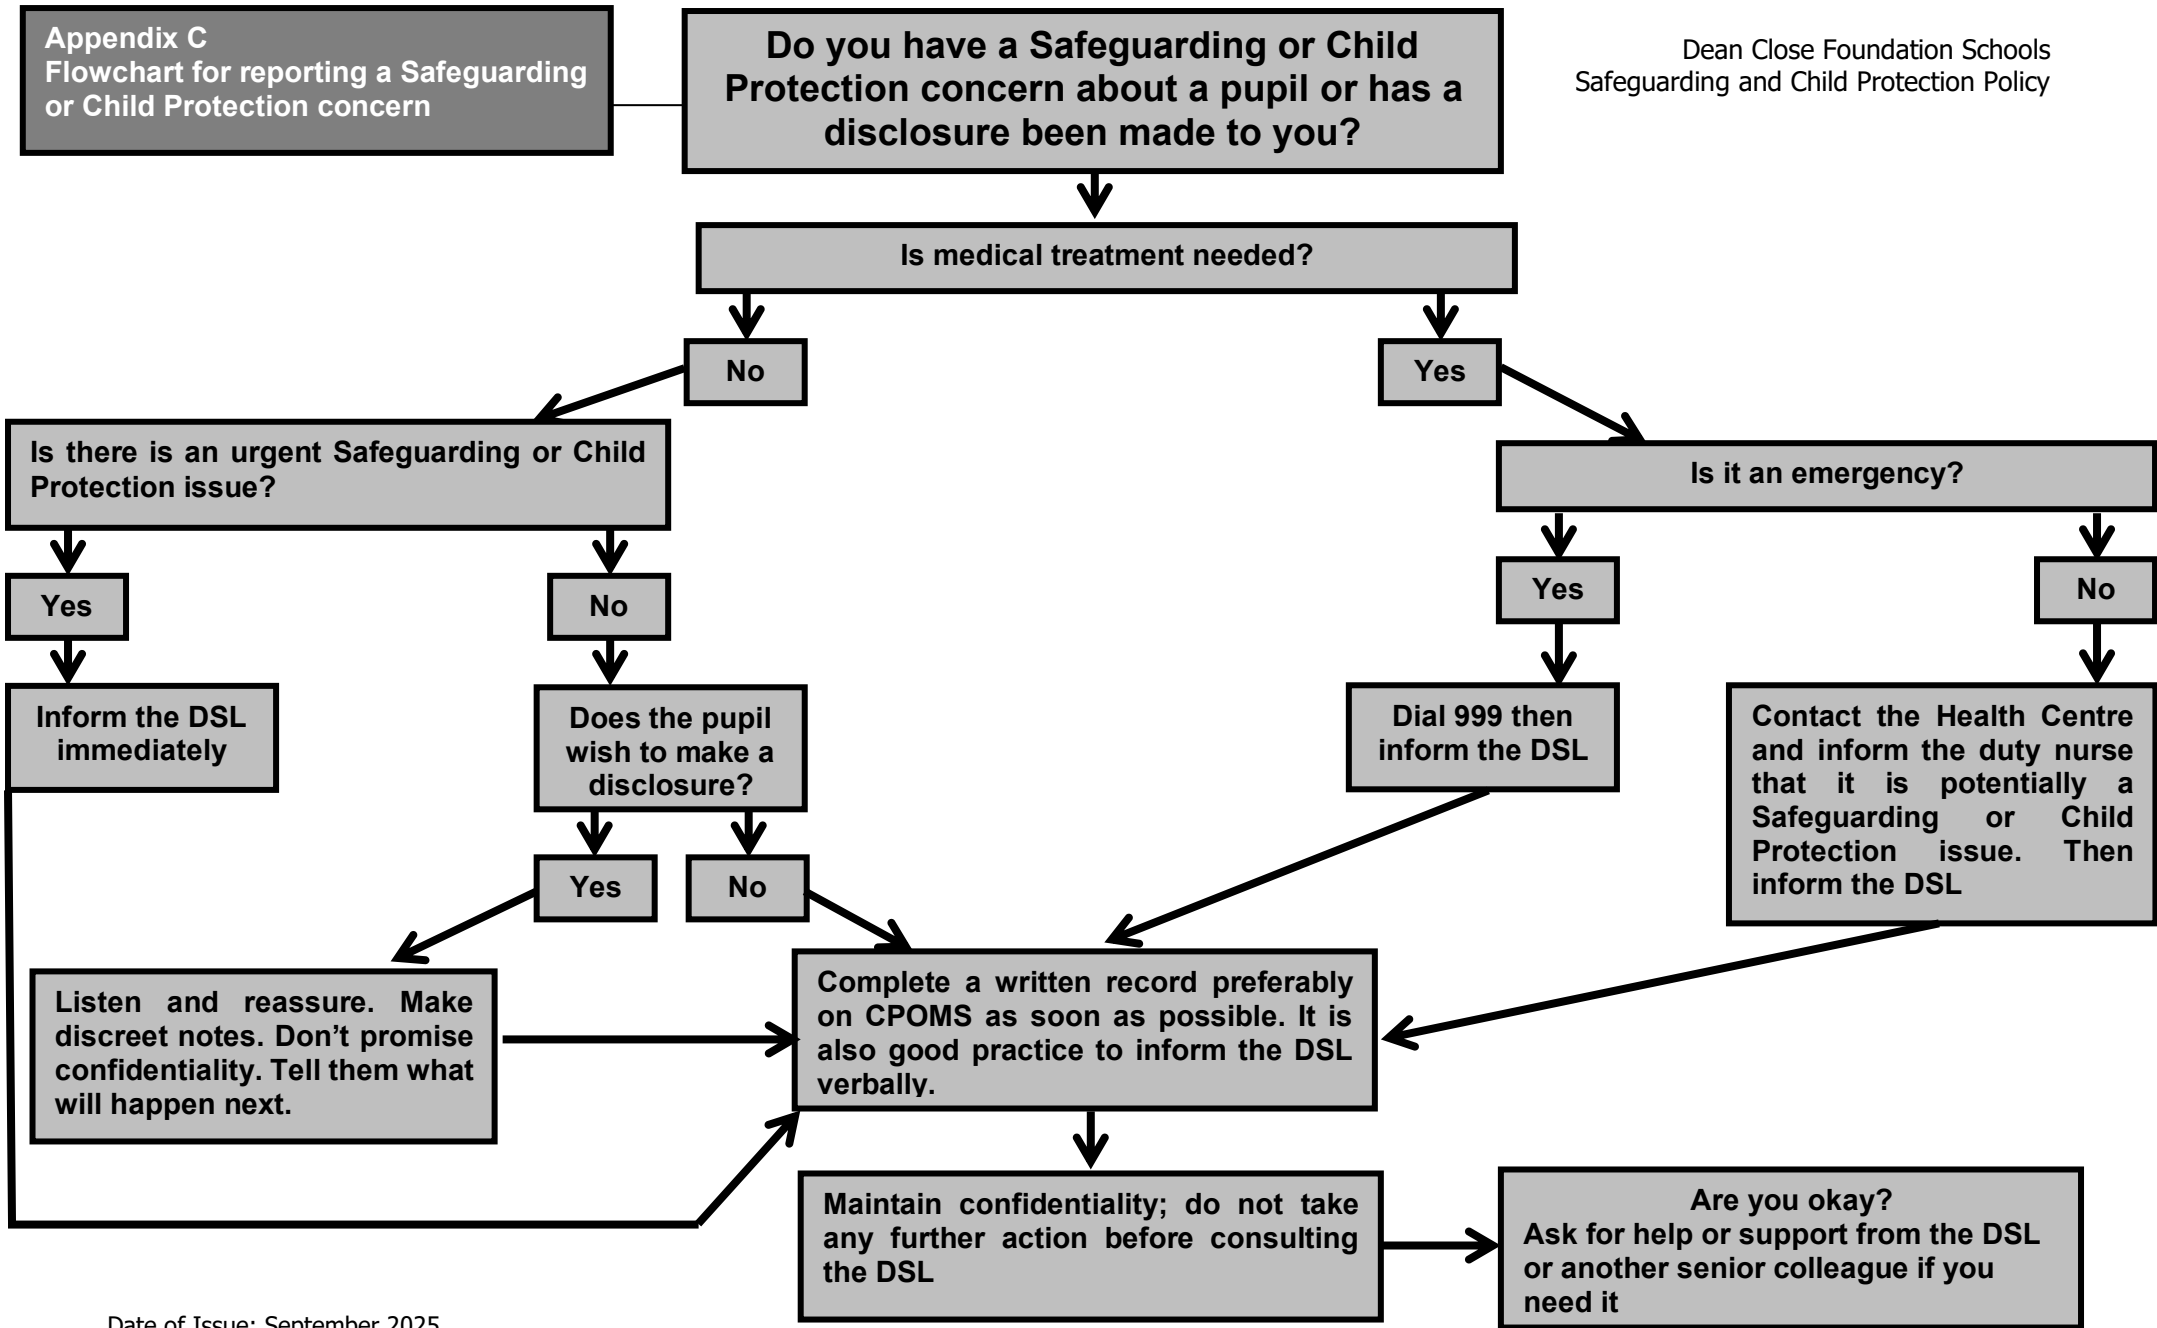 Appendix C
Flowchart for reporting a Safeguarding
or Child Protection concern
Do you have a Safeguarding or Child
Protection concern about a pupil or has a
disclosure been made to you?
Dean Close Foundation Schools
Safeguarding and Child Protection Policy
Is medical treatment needed?
No
Yes
Is there is an urgent Safeguarding or Child
Protection issue?
Is it an emergency?
Yes
No
Yes
No
Inform the DSL
immediately
Does the pupil
wish to make a
disclosure?
Dial 999 then
inform the DSL
Contact the Health Centre
and inform the duty nurse
that it is potentially a
Safeguarding or Child
Protection issue. Then
inform the DSL
Yes
No
Listen and reassure. Make
discreet notes. Don’t promise
confidentiality. Tell them what
will happen next.
Complete a written record preferably
on CPOMS as soon as possible. It is
also good practice to inform the DSL
verbally.
Maintain confidentiality; do not take
any further action before consulting
the DSL
Are you okay?
Ask for help or support from the DSL
or another senior colleague if you
need it
Date of Issue: September 2025